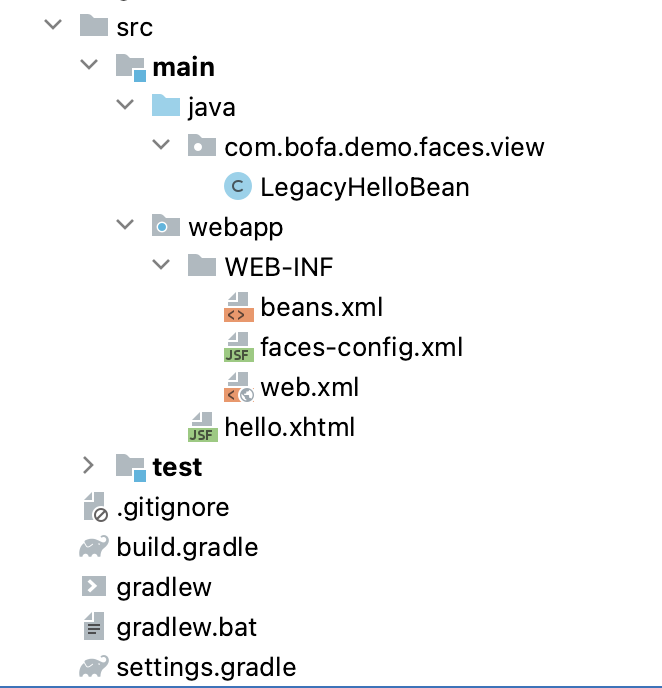 src
main
java
com.bofa.demo.faces.view
C LegacyHelloBean
webapp
WEB-INF
<> beans.xml
JSF faces-config.xml
< web.xml
JSF hello.xhtml
test
.gitignore
build.gradle
gradlew
gradlew.bat
settings.gradle